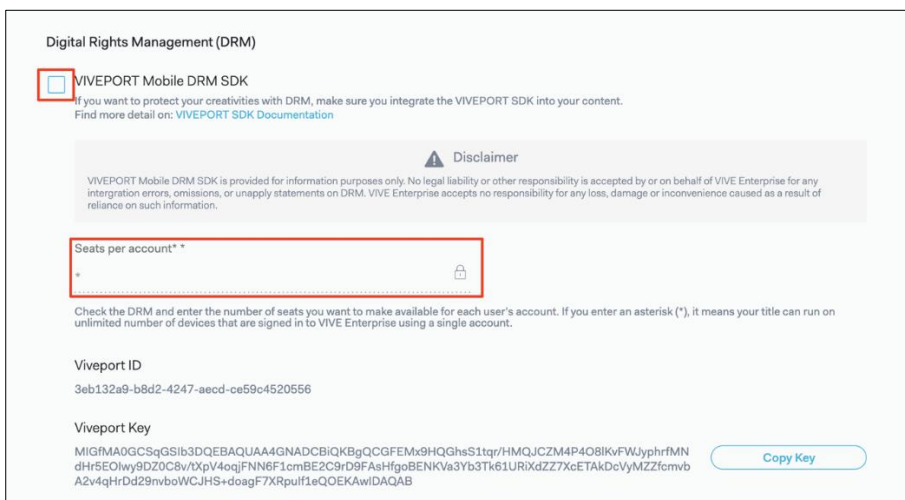 Digital Rights Management (DRM)
VIVEPORT Mobile DRM SDK
If you want to protect your creativities with DRM, make sure you integrate the VIVEPORT SDK into your content.
Find more detail on: VIVEPORT SDK Documentation
Disclaimer
VIVEPORT Mobile DRM SDK is provided for information purposes only. No legal liability or other responsibility is accepted by or on behalf of VIVE Enterprise for any
intergration errors, omissions, or unapply statements on DRM. VIVE Enterprise accepts no responsibility for any loss, damage or inconvenience caused as a result of
reliance on such information.
Seats per account* *
*
Check the DRM and enter the number of seats you want to make available for each user's account. If you enter an asterisk (*), it means your title can run on
unlimited number of devices that are signed in to VIVE Enterprise using a single account.
Viveport ID
3eb132a9-b8d2-4247-aecd-ce59c4520556
Viveport Key
MIGfMA0GCSqGSIb3DQEBAQUAA4GNADCBiQKBgQCGFEMx9HQGhsS1tqr/HMQJCZM4P4O8lKvFWJyphrfMN
dHr5EOlwy9DZ0C8v/tXpV4oqjFNN6F1cmBE2C9rD9FAsHfgoBENKVa3Yb3Tk61URiXdZZ7XcETAkDcVyMZZfcmvb
A2v4qHrDd29nvboWCJHS+doagF7XRpulf1eQOEKAwIDAQAB
Copy Key